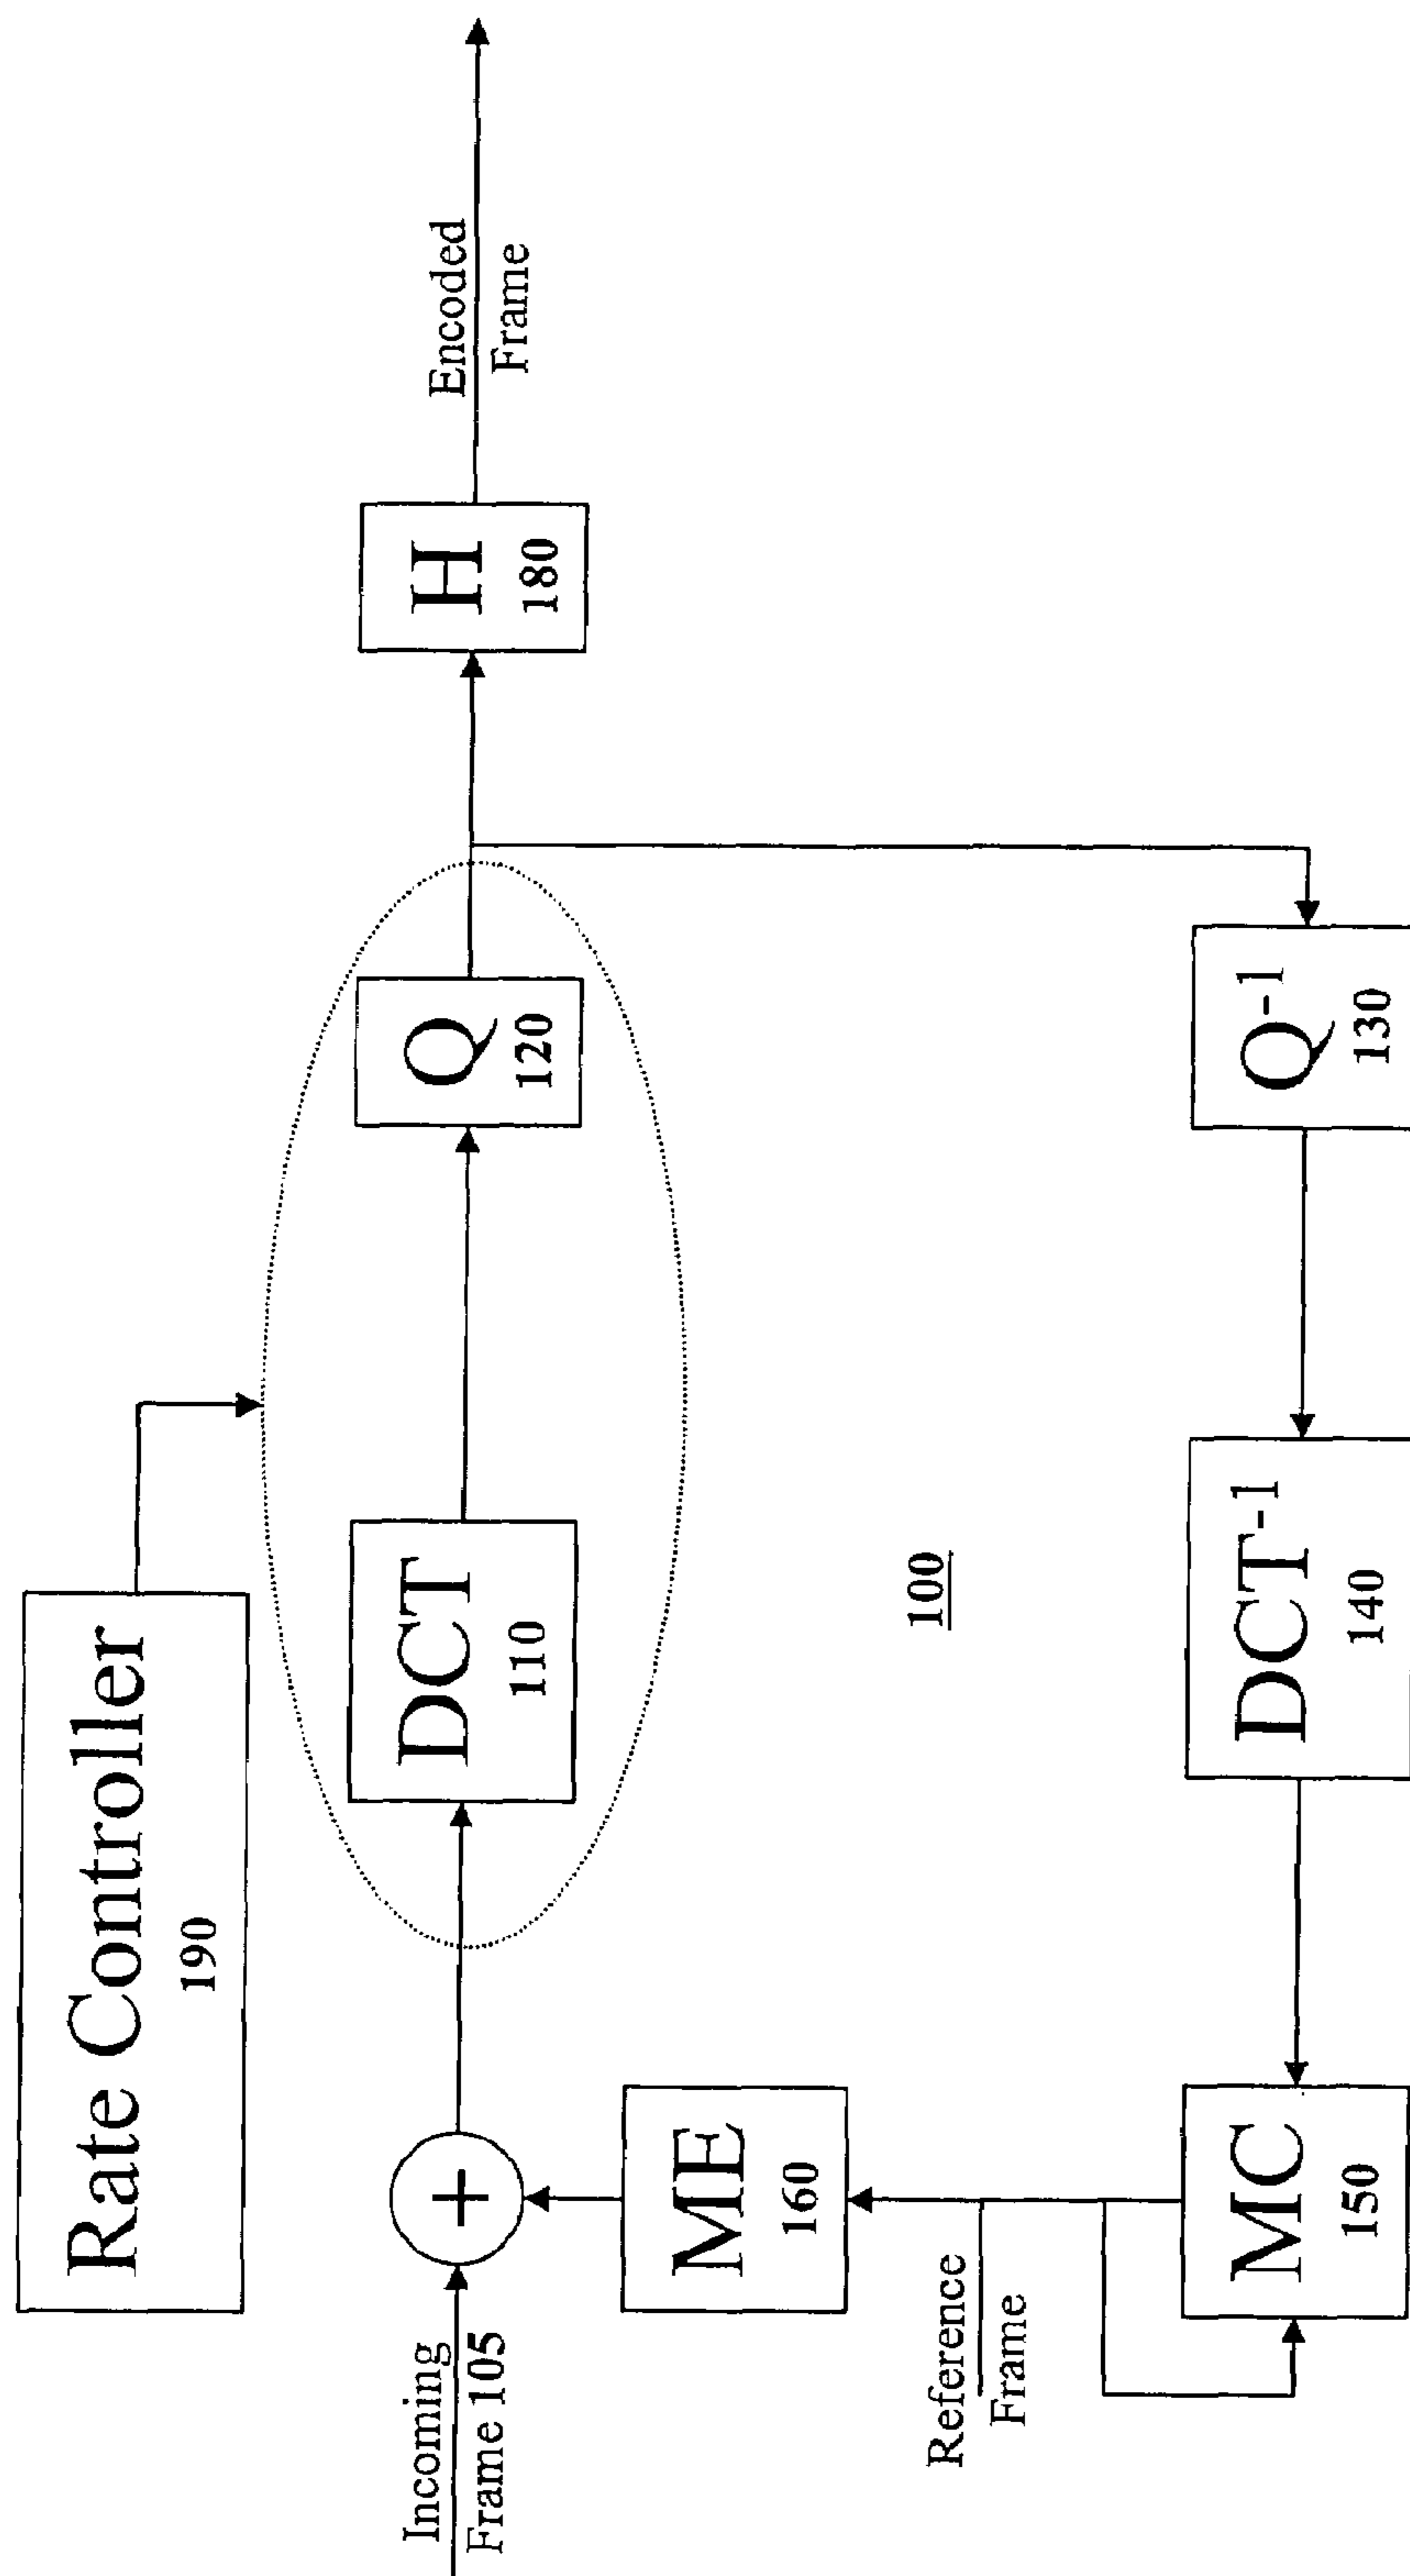 Rate Controller
190
Incoming
Frame 105
+
DCT
110
Q
120
H
180
Encoded
Frame
ME
160
100
Reference
Frame
MC
150
DCT-1
140
Q-1
130